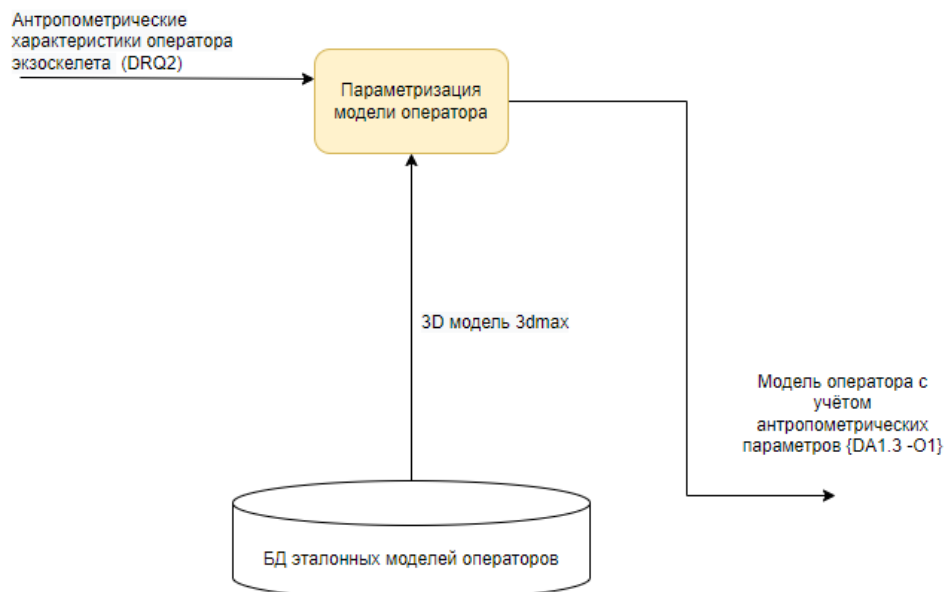 Антропометрические
характеристики оператора
экзоскелета (DRQ2)
Параметризация
модели оператора
3D модель 3dmax
Модель оператора с
учётом
антропометрических
параметров {DA1.3 -O1}
БД эталонных моделей операторов